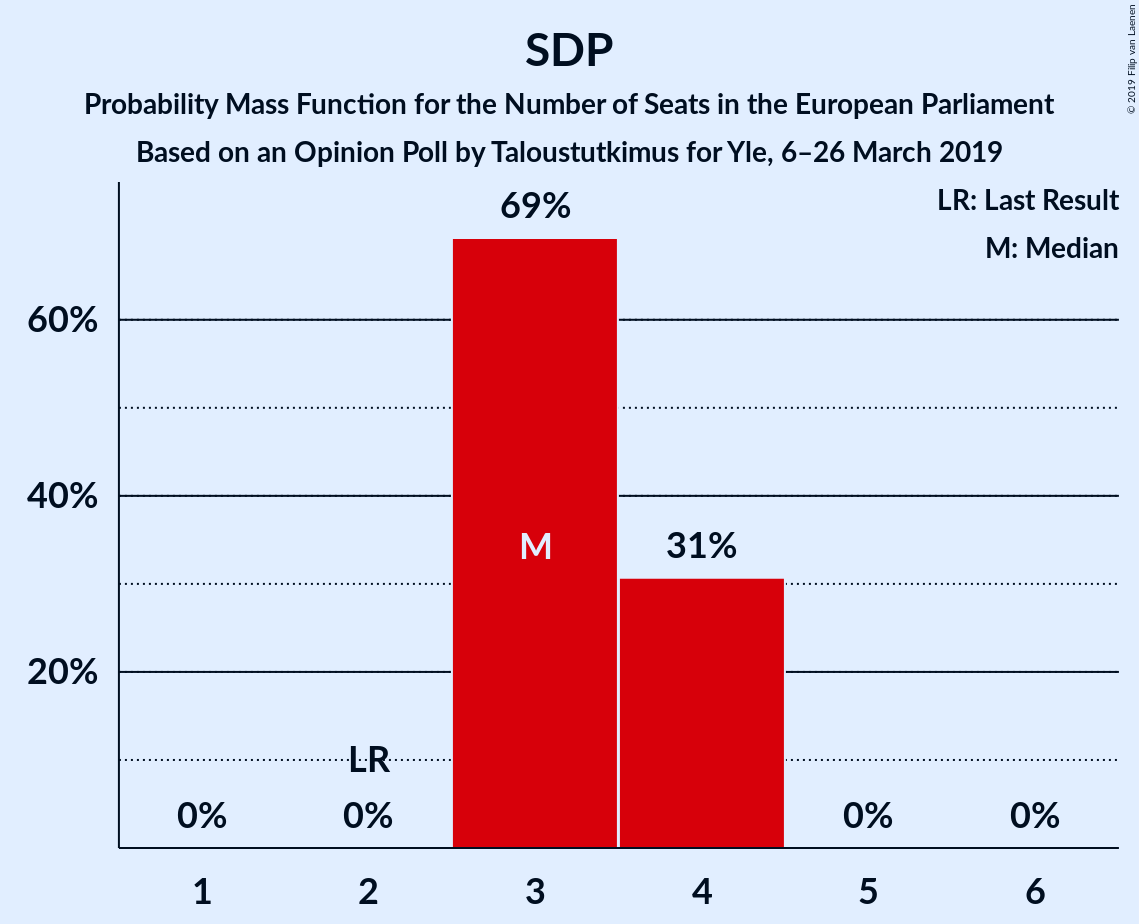 SDP
Probability Mass Function for the Number of Seats in the European Parliament
Based on an Opinion Poll by Taloustutkimus for Yle, 6–26 March 2019
© 2019 Filip van Laenen
LR: Last Result
M: Median
69%
60%
40%
M
31%
20%
LR
0%
0%
0%
0%
1
2
3
4
5
6